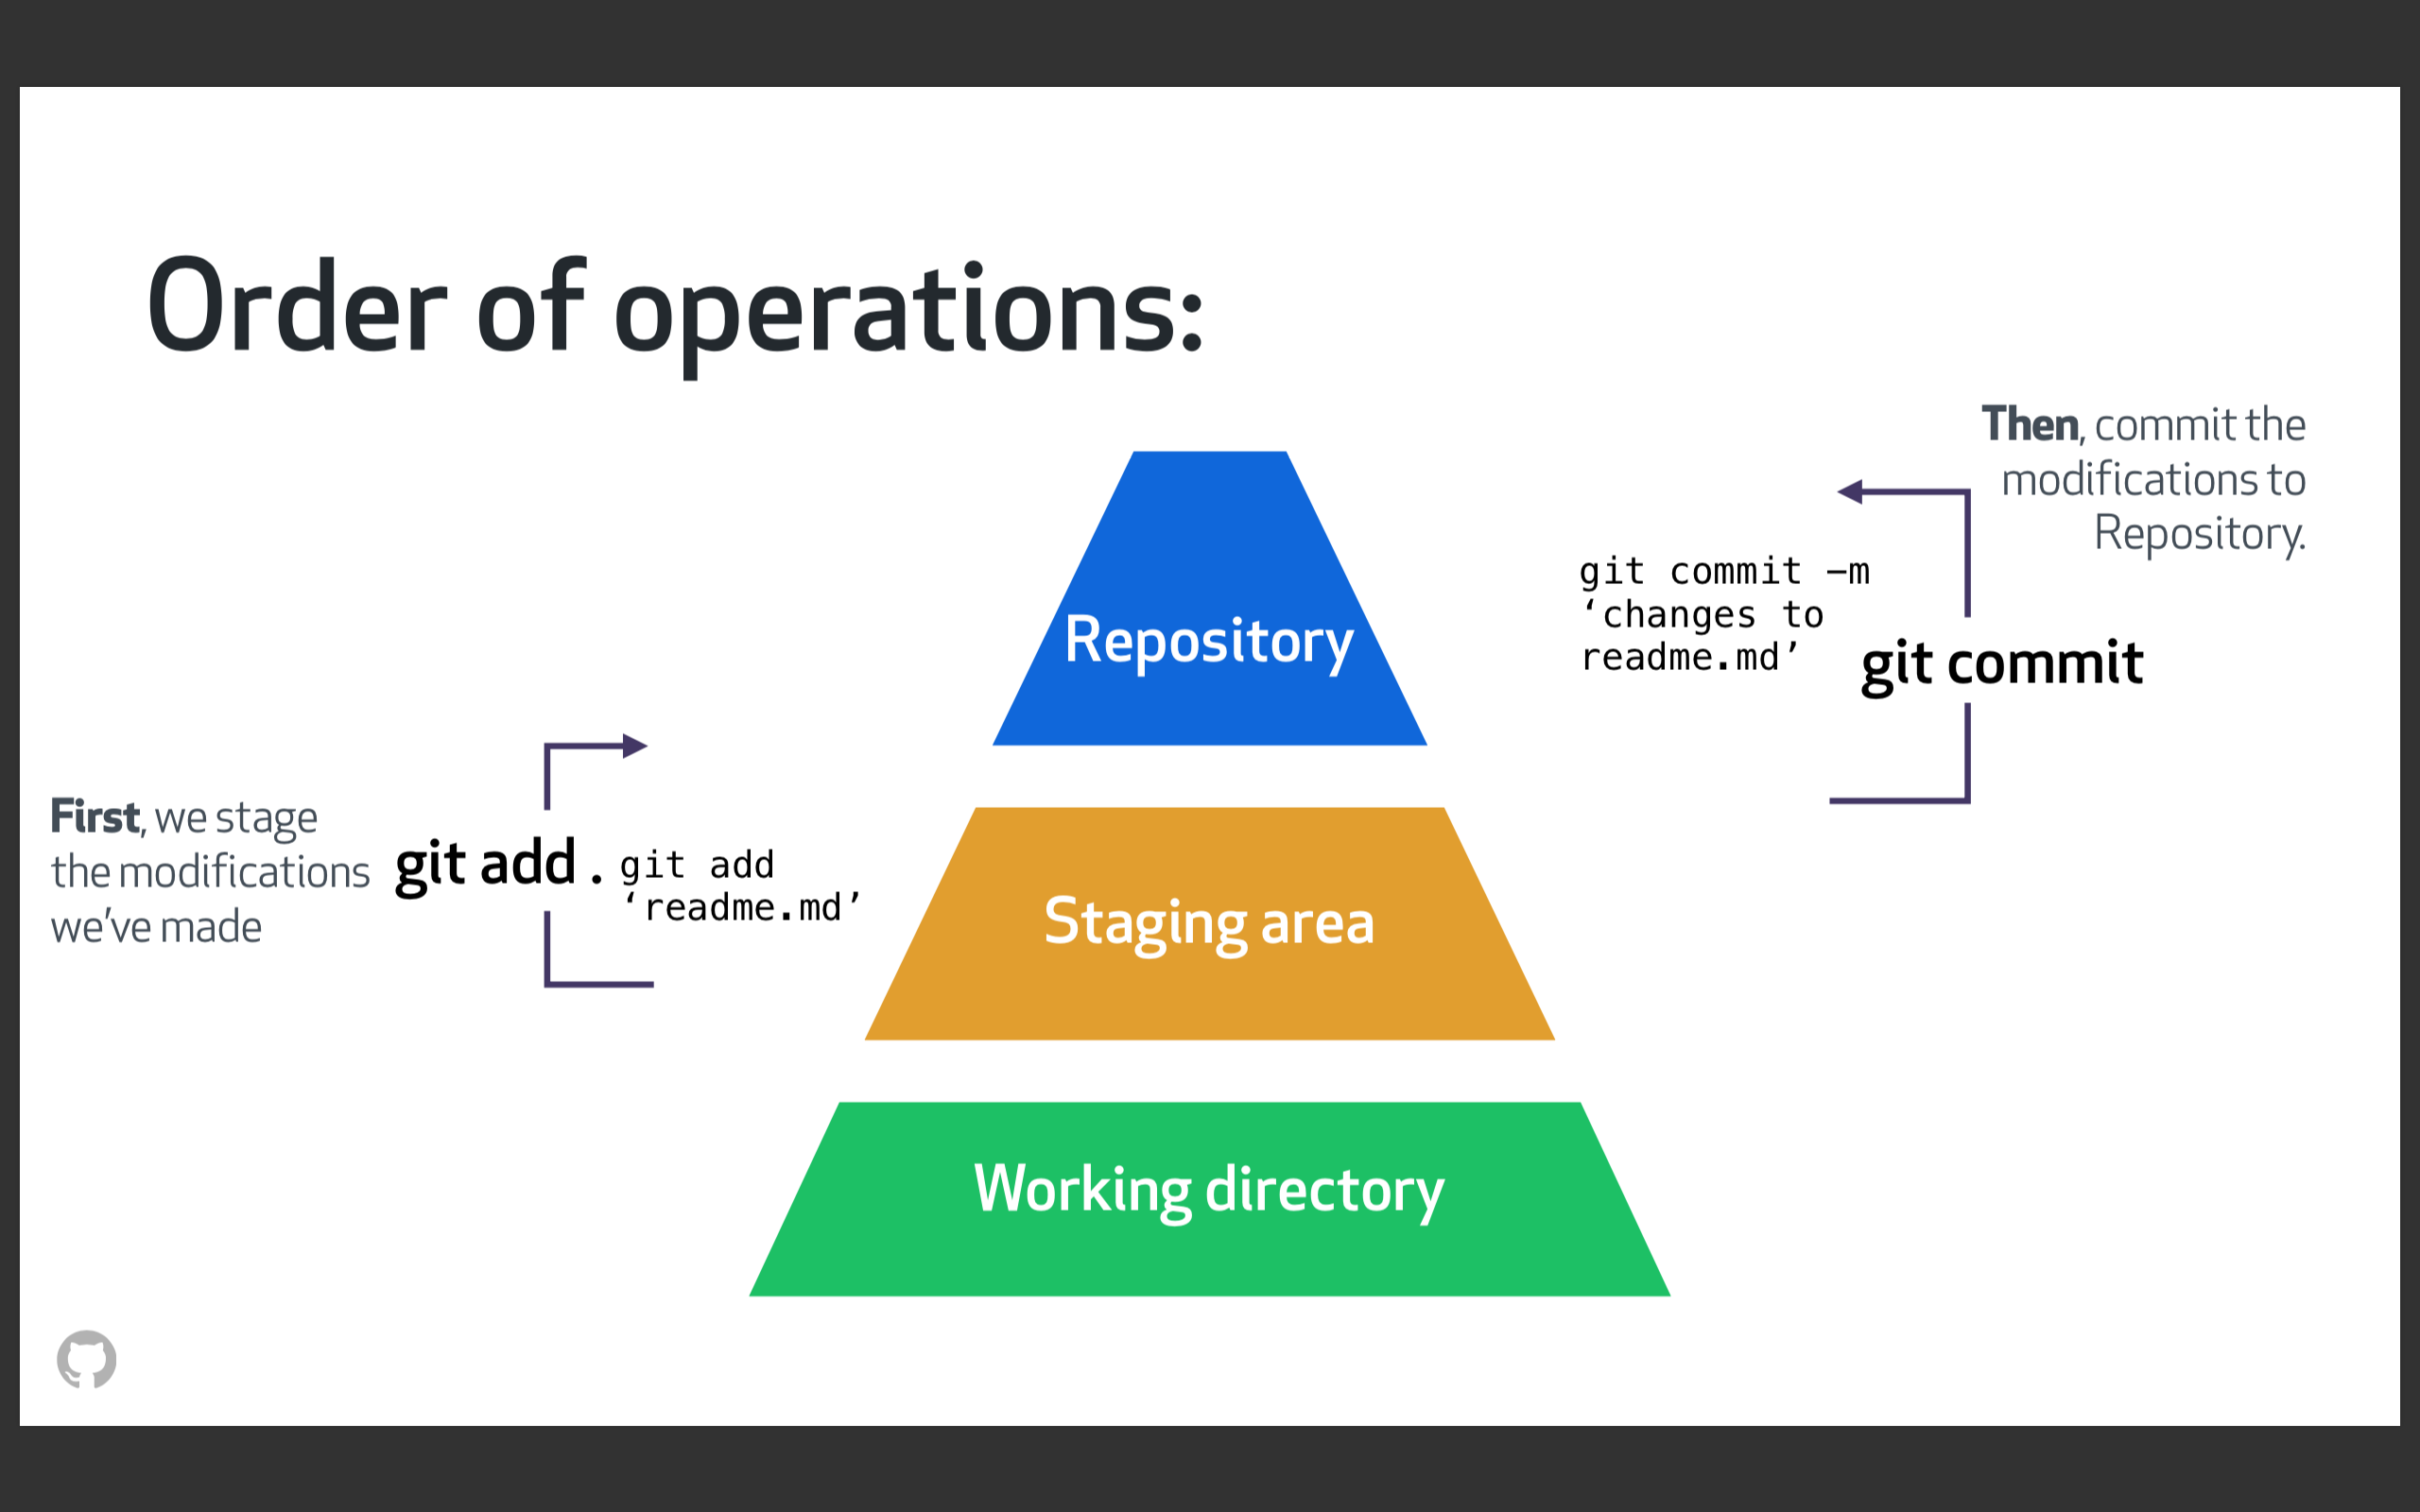 Order of operations:
Then, commit the
modifications to
Repository.
git commit -m
‘changes to
readme.md’
git commit
Repository
First, we stage
the modifications
we’ve made
git add .
git add
‘readme.md’
Staging area
Working directory